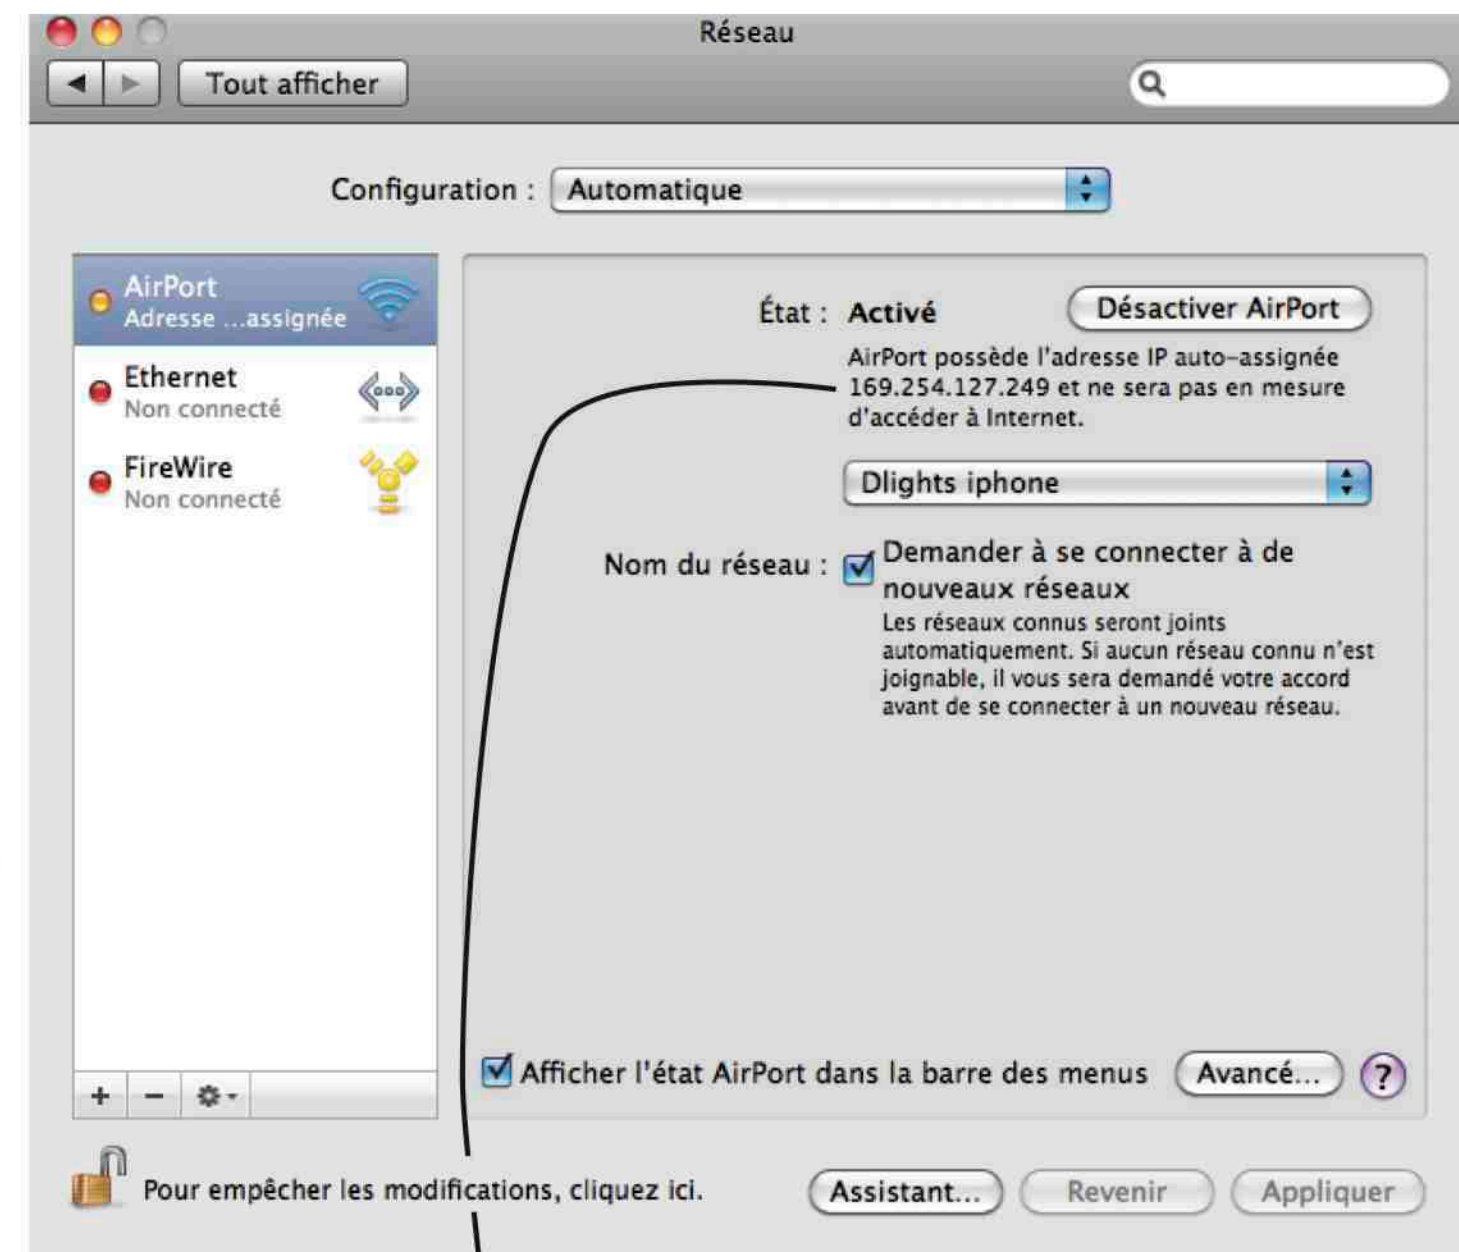 Réseau
Tout afficher
Configuration : Automatique
AirPort
Adresse ...assignée
Ethernet
Non connecté
FireWire
Non connecté
État : Activé
Désactiver AirPort
AirPort possède l'adresse IP auto-assignée
169.254.127.249 et ne sera pas en mesure
d'accéder à Internet.
Dlights iphone
Nom du réseau :
Demander à se connecter à de
nouveaux réseaux
Les réseaux connus seront joints
automatiquement. Si aucun réseau connu n'est
joignable, il vous sera demandé votre accord
avant de se connecter à un nouveau réseau.
Afficher l'état AirPort dans la barre des menus
Avancé...
?
+ −
Pour empêcher les modifications, cliquez ici.
Assistant...
Revenir
Appliquer